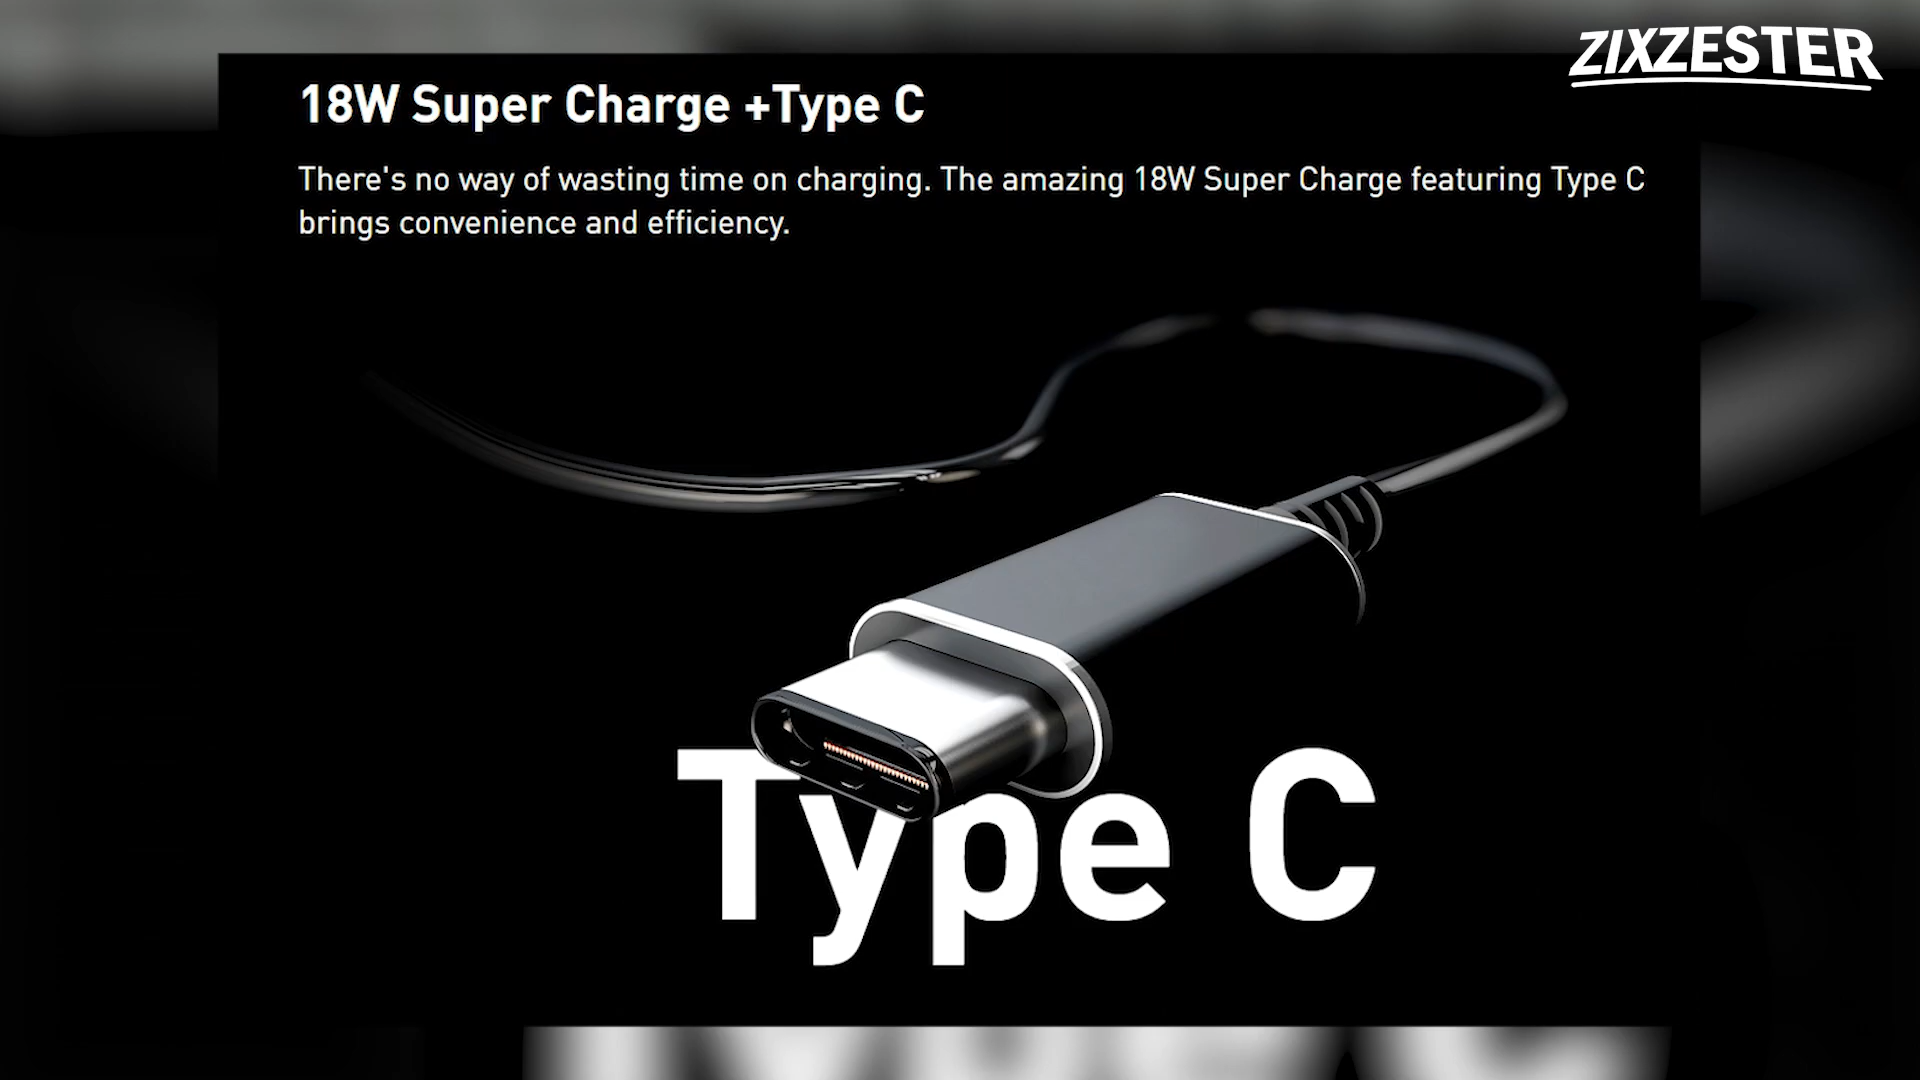 ZIXZESTER
18W Super Charge +Type C
There's no way of wasting time on charging. The amazing 18W Super Charge featuring Type C
brings convenience and efficiency.
Type C